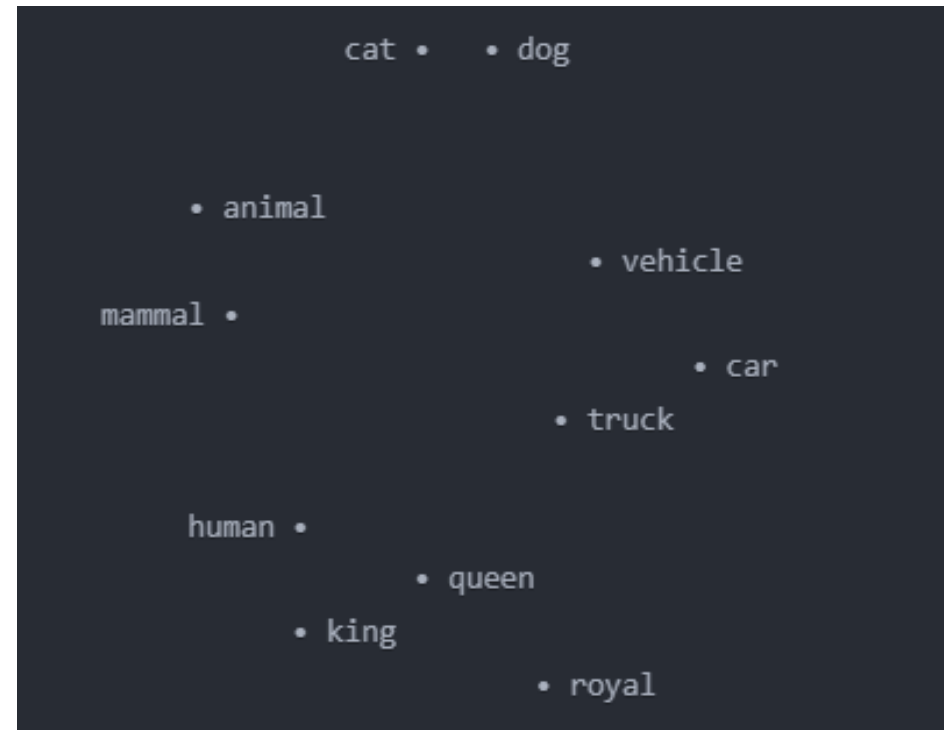 cat • • dog
• animal
• vehicle
mammal •
• car
• truck
human •
• queen
• king
• royal